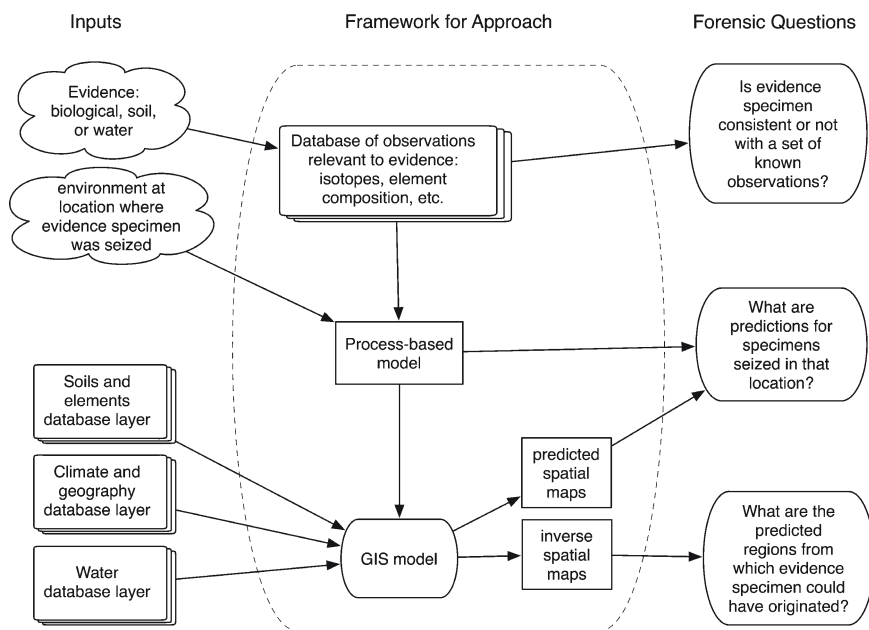 Inputs
Framework for Approach
Forensic Questions
Evidence:
biological, soil,
or water
environment at
location where
evidence specimen
was seized
Database of observations
relevant to evidence:
isotopes, element
composition, etc.
Is evidence
specimen
consistent or not
with a set of
known
observations?
Process-based
model
What are
predictions for
specimens
seized in that
location?
Soils and
elements
database layer
Climate and
geography
database layer
Water
database layer
GIS model
predicted
spatial
maps
inverse
spatial
maps
What are the
predicted
regions from
which evidence
specimen could
have originated?